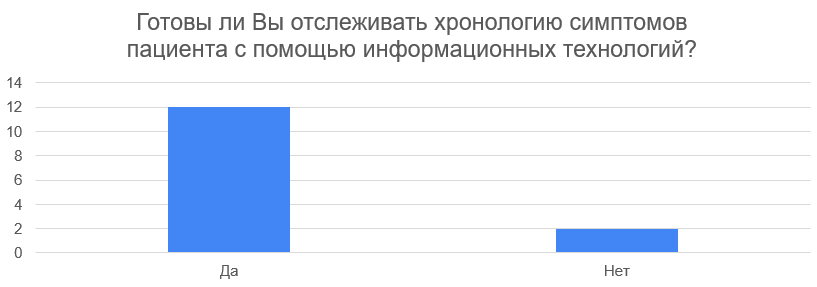 Готовы ли Вы отслеживать хронологию симптомов
пациента с помощью информационных технологий?
14
12
10
8
6
4
2
0
Да
Нет